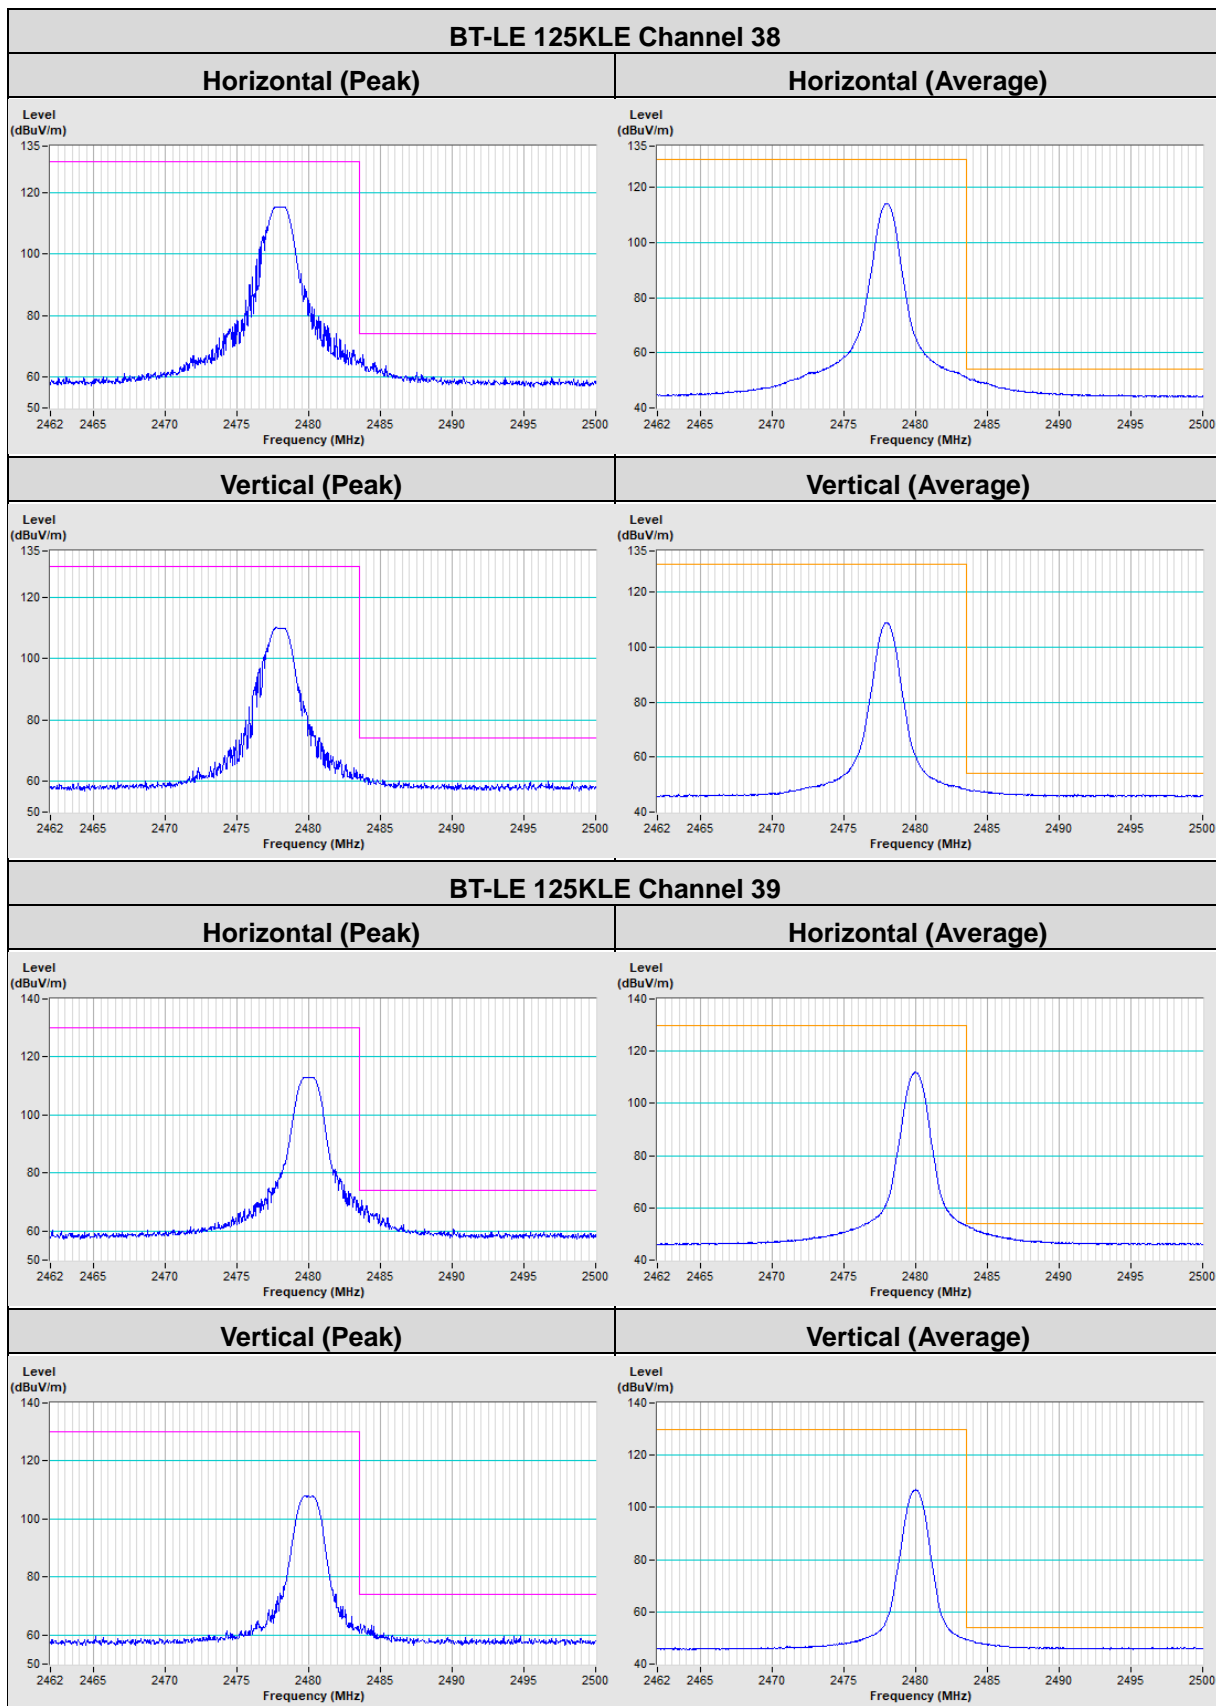 BT-LE 125KLE Channel 38
Horizontal (Peak)
Horizontal (Average)
Level
(dBuV/m)
135
120
100
80
60
50
2462 2465 2470 2475 2480 2485 2490 2495 2500
Frequency (MHz)
Level
(dBuV/m)
135
120
100
80
60
40
2462 2465 2470 2475 2480 2485 2490 2495 2500
Frequency (MHz)
Vertical (Peak)
Vertical (Average)
Level
(dBuV/m)
135
120
100
80
60
50
2462 2465 2470 2475 2480 2485 2490 2495 2500
Frequency (MHz)
Level
(dBuV/m)
135
120
100
80
60
40
2462 2465 2470 2475 2480 2485 2490 2495 2500
Frequency (MHz)
BT-LE 125KLE Channel 39
Horizontal (Peak)
Horizontal (Average)
Level
(dBuV/m)
140
120
100
80
60
50
2462 2465 2470 2475 2480 2485 2490 2495 2500
Frequency (MHz)
Level
(dBuV/m)
140
120
100
80
60
40
2462 2465 2470 2475 2480 2485 2490 2495 2500
Frequency (MHz)
Vertical (Peak)
Vertical (Average)
Level
(dBuV/m)
140
120
100
80
60
50
2462 2465 2470 2475 2480 2485 2490 2495 2500
Frequency (MHz)
Level
(dBuV/m)
140
120
100
80
60
40
2462 2465 2470 2475 2480 2485 2490 2495 2500
Frequency (MHz)